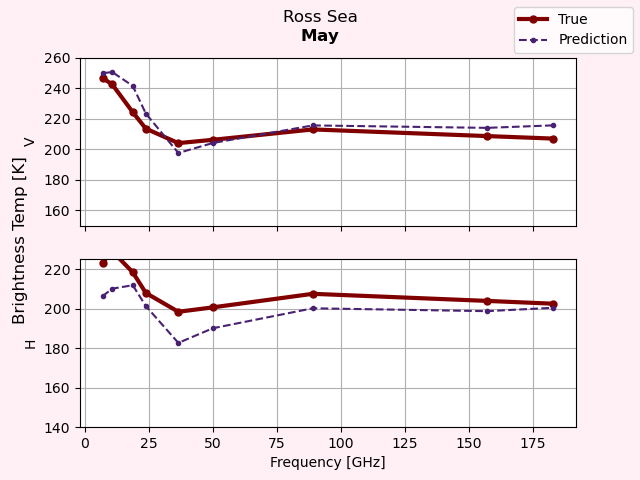 Ross Sea
May
True
Prediction
260
240
220
200
180
160
V
Brightness Temp [K]
220
200
180
160
140
H
0 25 50 75 100 125 150 175
Frequency [GHz]